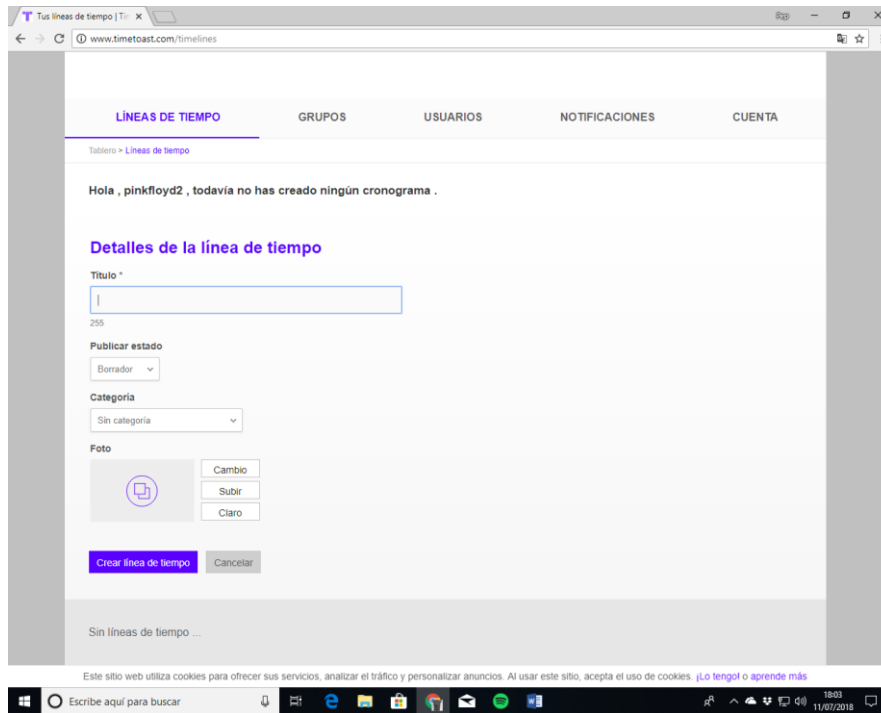 Tus líneas de tiempo | Tim
www.timetoast.com/timelines
LÍNEAS DE TIEMPO GRUPOS USUARIOS NOTIFICACIONES CUENTA
Tablero > Líneas de tiempo
Hola , pinkfloyd2 , todavía no has creado ningún cronograma .
Detalles de la línea de tiempo
Título *
255
Publicar estado
Borrador
Categoría
Sin categoría
Foto
Cambio
Subir
Claro
Crear línea de tiempo Cancelar
Sin líneas de tiempo ...
Este sitio web utiliza cookies para ofrecer sus servicios, analizar el tráfico y personalizar anuncios. Al usar este sitio, acepta el uso de cookies. ¡Lo tengo! o aprende más
Escribe aquí para buscar
18:03
11/07/2018